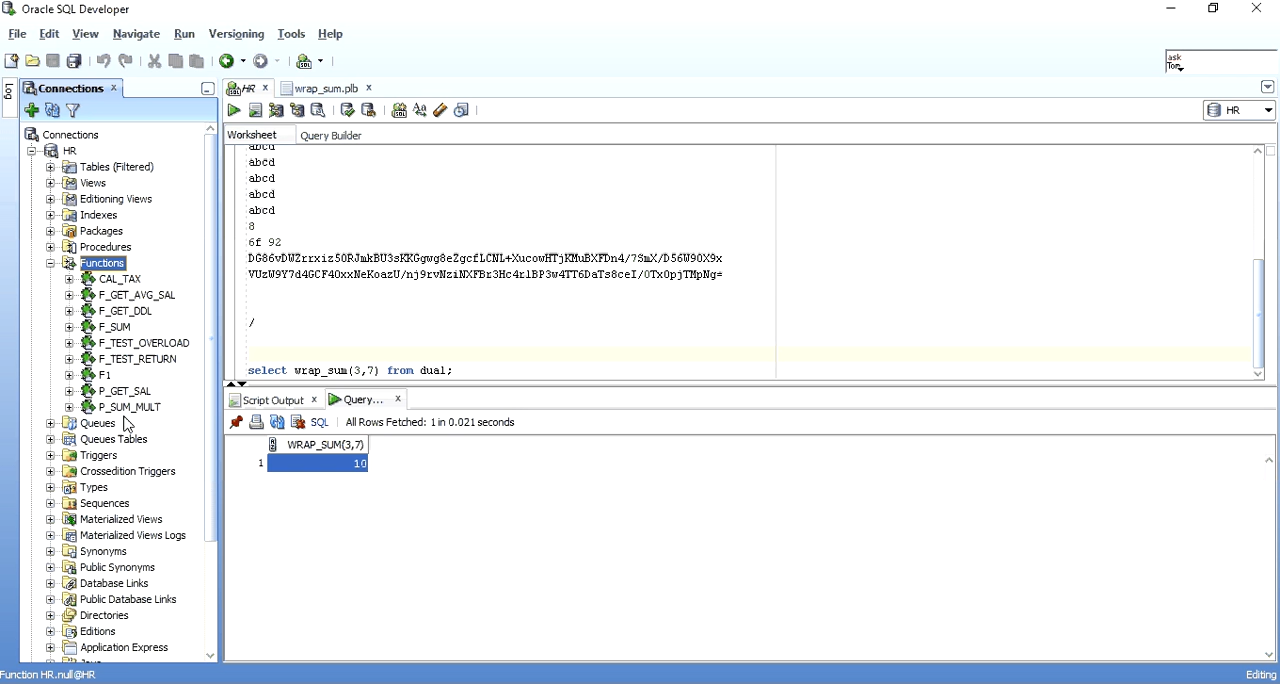 Oracle SQL Developer
File Edit View Navigate Run Versioning Tools Help
ask
Tom
Log
Connections
HR
wrap_sum.plb
HR
Worksheet
Query Builder
Connections
HR
Tables (Filtered)
Views
Editioning Views
Indexes
Packages
Procedures
Functions
CAL_TAX
F_GET_AVG_SAL
F_GET_DDL
F_SUM
F_TEST_OVERLOAD
F_TEST_RETURN
F1
P_GET_SAL
P_SUM_MULT
Queues
Queues Tables
Triggers
Crossedition Triggers
Types
Sequences
Materialized Views
Materialized Views Logs
Synonyms
Public Synonyms
Database Links
Public Database Links
Directories
Editions
Application Express
abcd
abcd
abcd
abcd
abcd
8
6f 92
DG86vDWZrrxiz50RJmkBU3sKKGgwg8eZgcfLCNL+XucowHTjKMuBXFDn4/7SmX/D56W90X9x
VUzW9Y7d4GCF4OxxNeKoazU/nj9rvNziNXFBr3Hc4rlBP3w4TT6DaTs8ceI/0Tx0pjTMpNg=
/
select wrap_sum(3,7) from dual;
Script Output
Query...
SQL
All Rows Fetched: 1 in 0.021 seconds
WRAP_SUM(3,7)
1
10
Function HR.null@HR
Editing